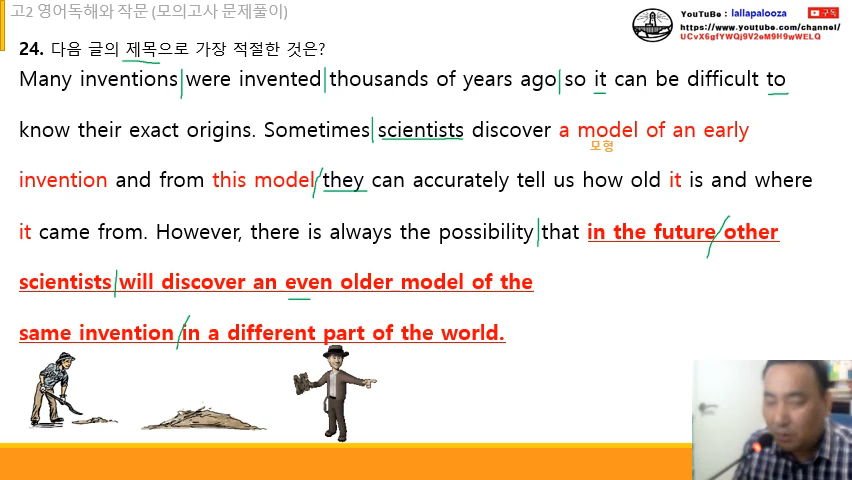 고2 영어독해와 작문 (모의고사 문제풀이)
YouTuBe : lallapalooza 구독
https://www.youtube.com/channel/
UCvX6gfYWQj9V2eM9H9wWELQ
24. 다음 글의 제목으로 가장 적절한 것은?
Many inventions were invented thousands of years ago so it can be difficult to
know their exact origins. Sometimes scientists discover a model of an early
모형
invention and from this model they can accurately tell us how old it is and where
it came from. However, there is always the possibility that in the future other
scientists will discover an even older model of the
same invention in a different part of the world.